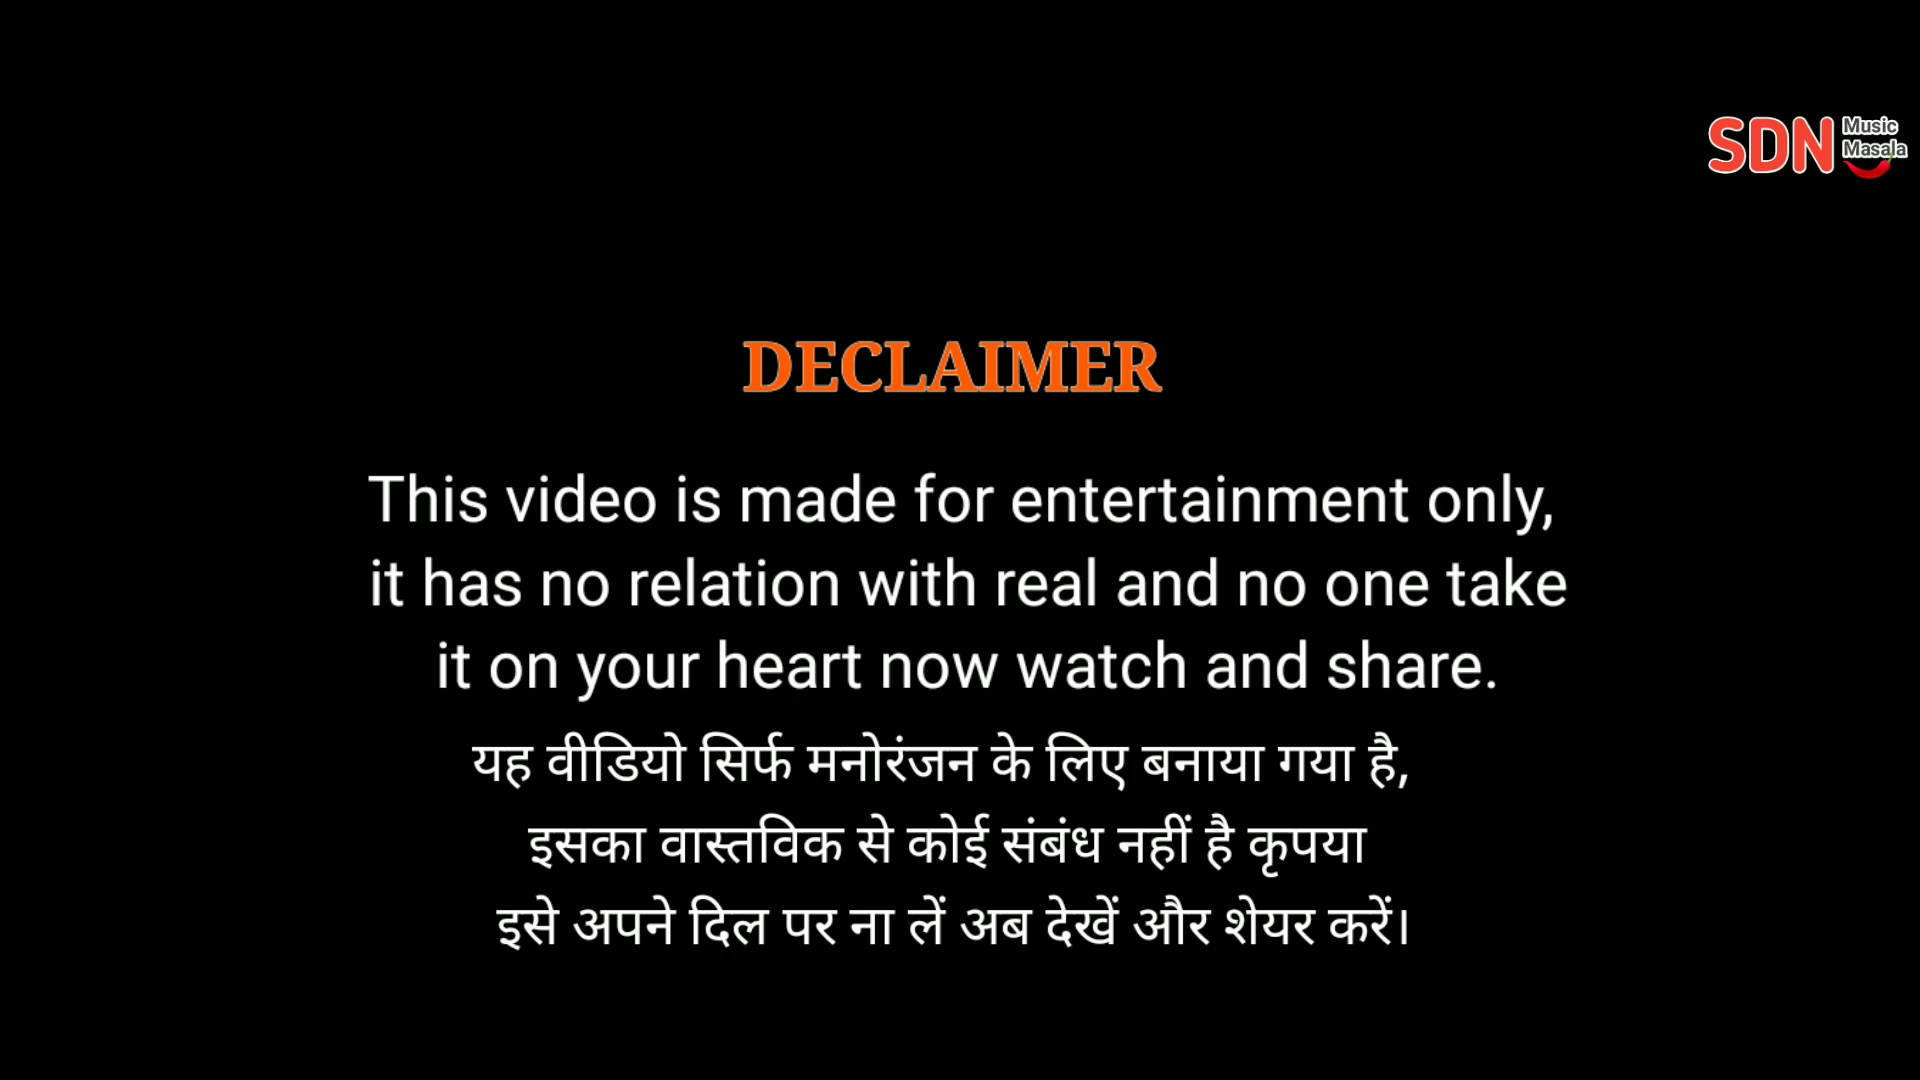 SDN Music
Masala
DECLAIMER
This video is made for entertainment only,
it has no relation with real and no one take
it on your heart now watch and share.
यह वीडियो सिर्फ मनोरंजन के लिए बनाया गया है,
इसका वास्तविक से कोई संबंध नहीं है कृपया
इसे अपने दिल पर ना लें अब देखें और शेयर करें।